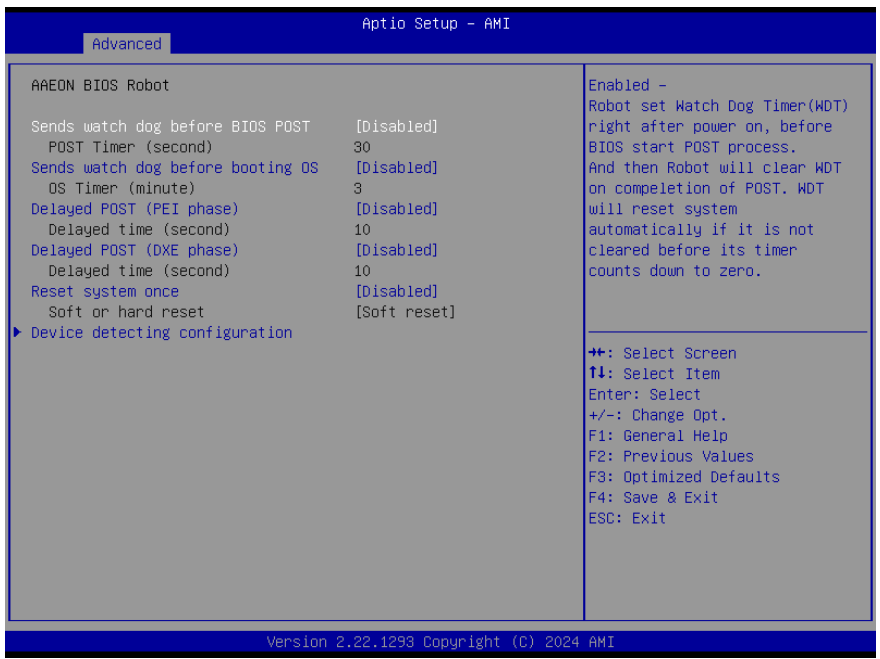 Aptio Setup - AMI
Advanced
AAEON BIOS Robot
Sends watch dog before BIOS POST [Disabled]
POST Timer (second) 30
Sends watch dog before booting OS [Disabled]
OS Timer (minute) 3
Delayed POST (PEI phase) [Disabled]
Delayed time (second) 10
Delayed POST (DXE phase) [Disabled]
Delayed time (second) 10
Reset system once [Disabled]
Soft or hard reset [Soft reset]
Device detecting configuration
Enabled -
Robot set Watch Dog Timer(WDT)
right after power on, before
BIOS start POST process.
And then Robot will clear WDT
on compeletion of POST. WDT
will reset system
automatically if it is not
cleared before its timer
counts down to zero.
→←: Select Screen
↑↓: Select Item
Enter: Select
+/-: Change Opt.
F1: General Help
F2: Previous Values
F3: Optimized Defaults
F4: Save & Exit
ESC: Exit
Version 2.22.1293 Copyright (C) 2024 AMI